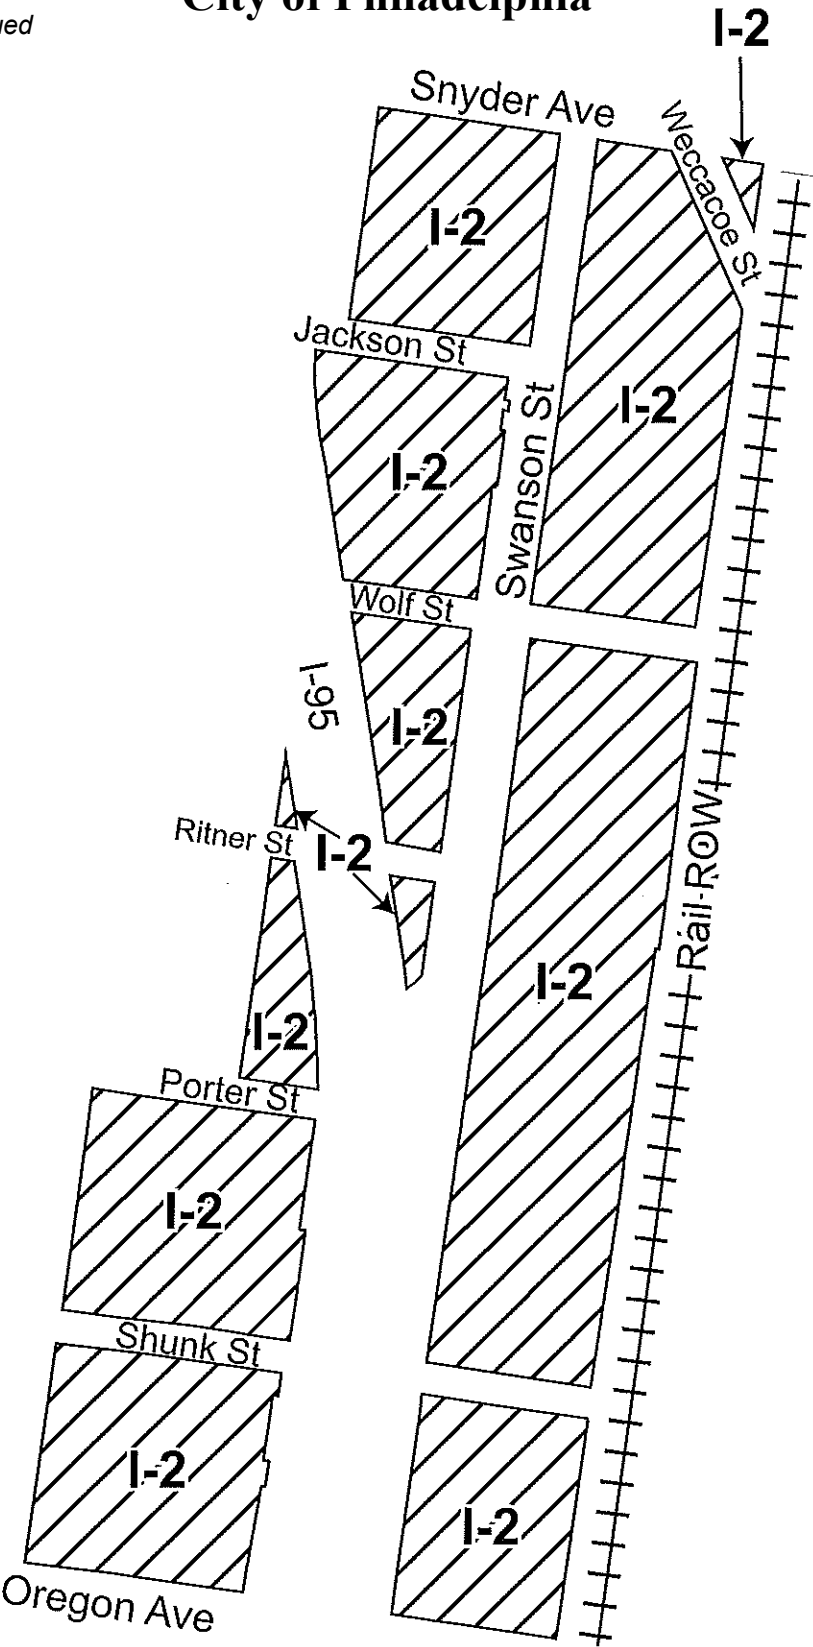 City of Philadelphia
I-2
Snyder Ave
Weccacoe St
I-2
Jackson St
I-2
Swanson St
I-2
Wolf St
I-95
I-2
Ritner St
I-2
Rail ROW
I-2
I-2
Porter St
I-2
Shunk St
I-2
I-2
Oregon Ave